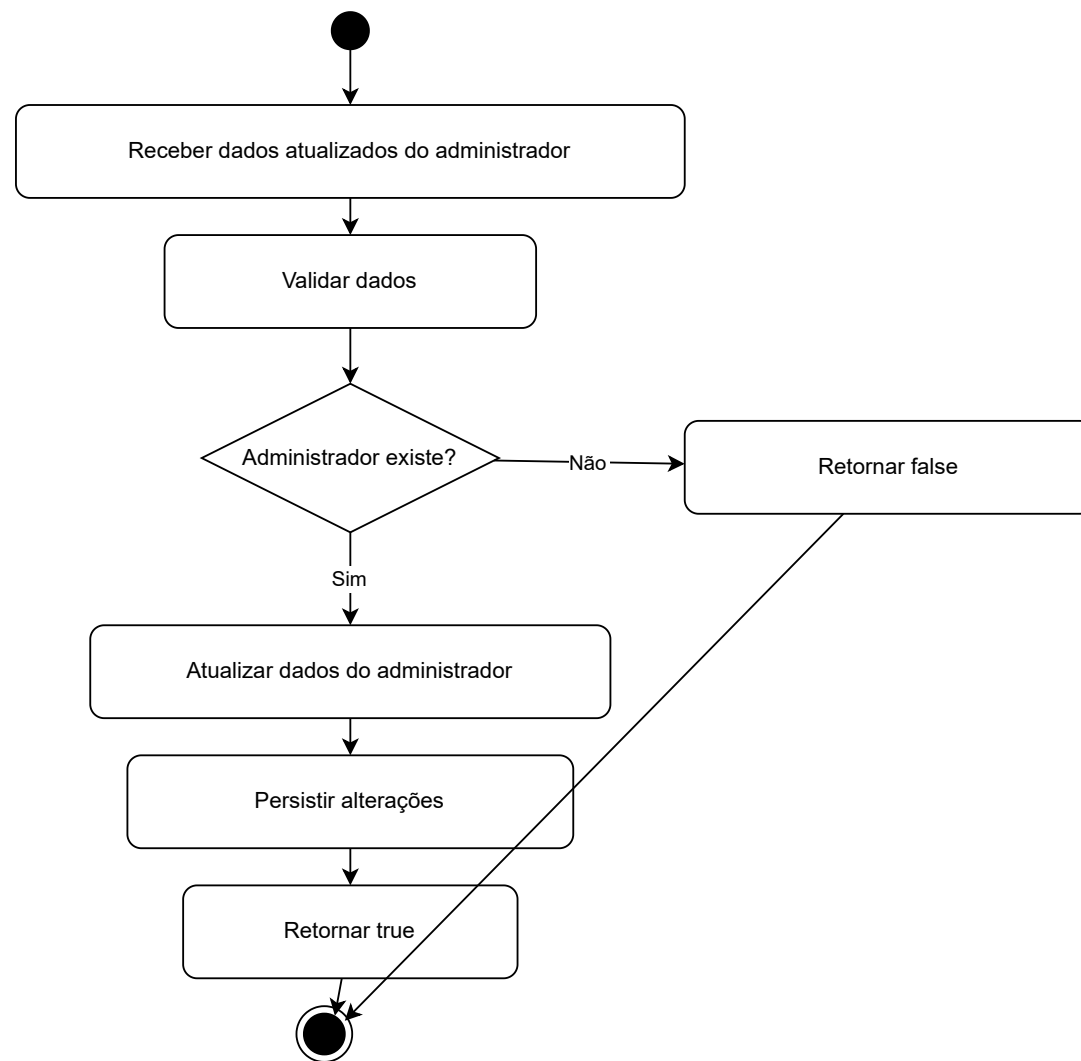 Receber dados atualizados do administrador
Validar dados
Administrador existe?
Não
Retornar false
Sim
Atualizar dados do administrador
Persistir alterações
Retornar true